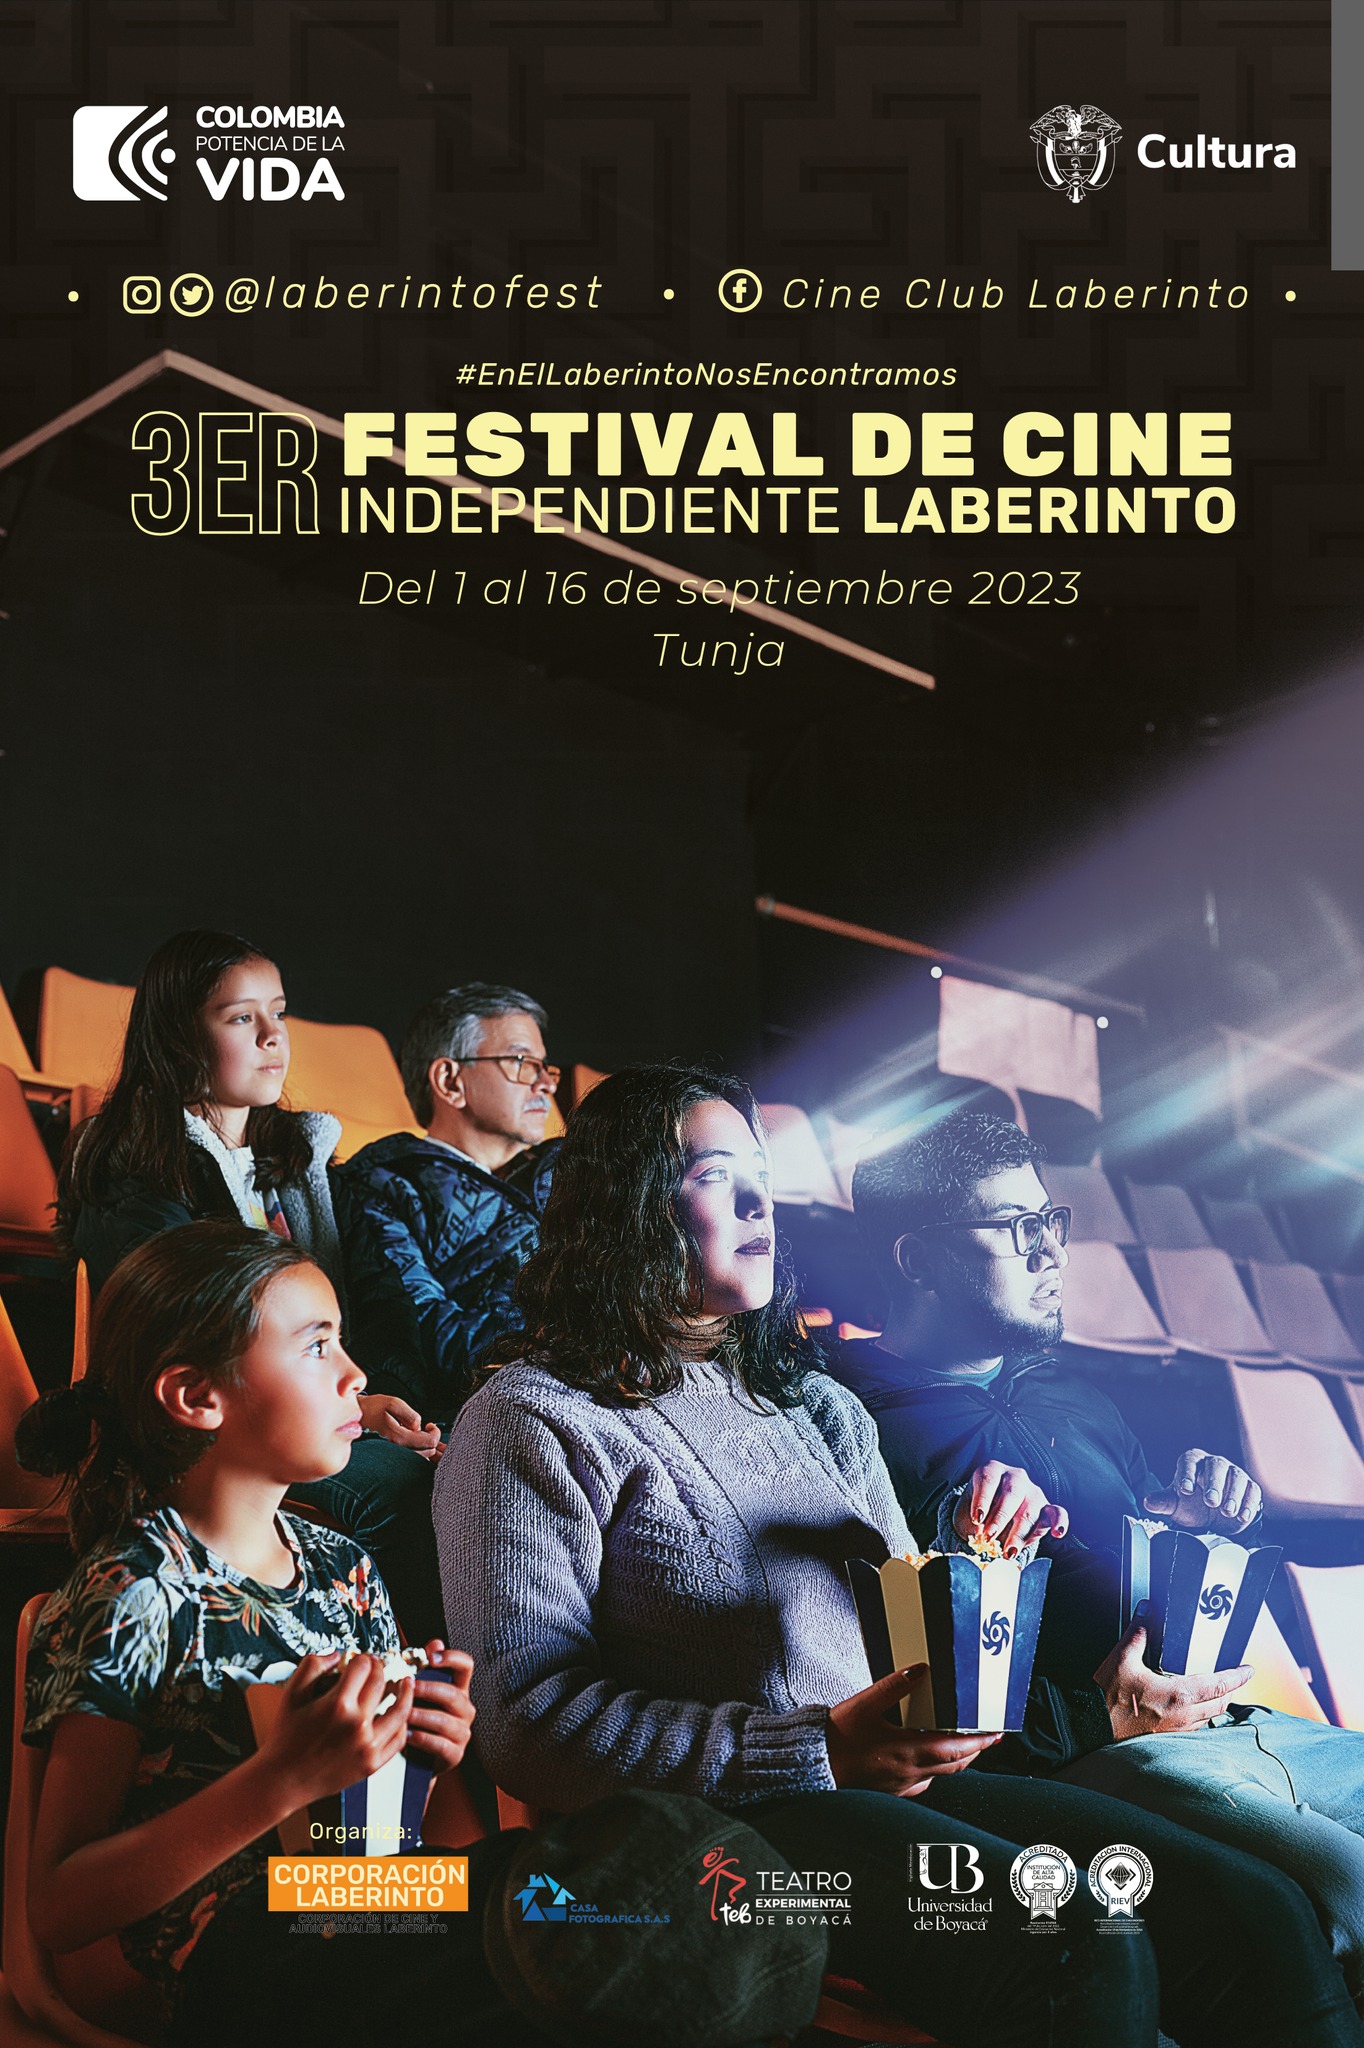 COLOMBIA
POTENCIA DE LA
VIDA
Cultura
@laberintofest
Cine Club Laberinto
#EnElLaberintoNosEncontramos
3ER FESTIVAL DE CINE
INDEPENDIENTE LABERINTO
Del 1 al 16 de septiembre 2023
Tunja
Organiza:
CORPORACIÓN
LABERINTO
CORPORACIÓN DE CINE Y
AUDIOVISUALES LABERINTO
CASA
FOTOGRAFICA S.A.S
teb
TEATRO
EXPERIMENTAL
DE BOYACÁ
UB
Universidad
de Boyacá
ACREDITADA
INSTITUCIÓN
DE ALTA
CALIDAD
ACREDITACIÓN INTERNACIONAL
RIEV